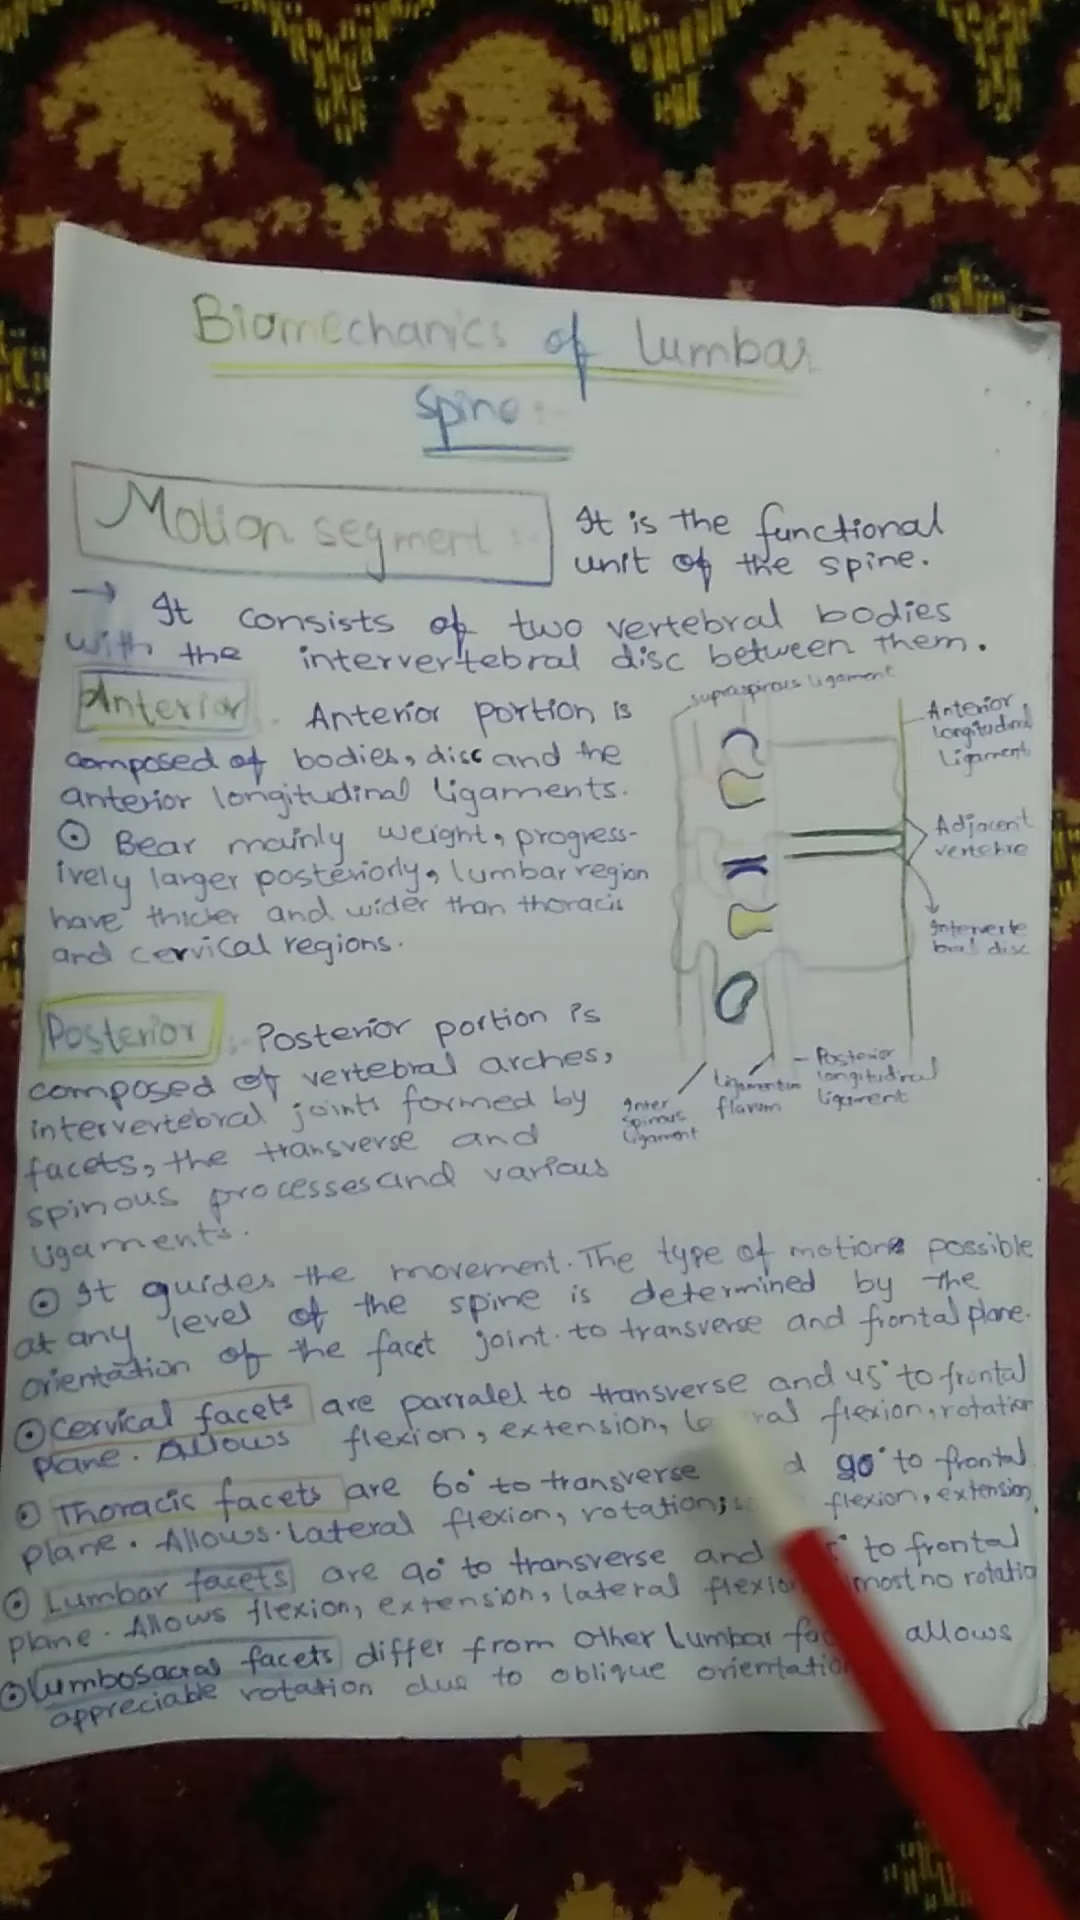 Biomechanics of lumbar
spine:-
Motion segment :-
It is the functional
unit of the spine.
→ It consists of two vertebral bodies
with the intervertebral disc between them.
Anterior
Anterior portion is
composed of bodies, disc and the
anterior longitudinal ligaments.
Bear mainly weight, progress-
ively larger posteriorly, lumbar region
have thicker and wider than thoracis
and cervical regions.
supraspinous ligament
Anterior
longitudinal
Ligament
Adjacent
vertebre
Interverte
bral disc
Posterior
longitudinal
ligament
Ligamentum
flavum
Inter
spinous
Ligament
Posterior :- Posterior portion is
composed of vertebral arches,
intervertebral joints formed by
facets, the transverse and
spinous processes and various
ligaments.
It guides the movement. The type of motions possible
at any level of the spine is determined by the
orientation of the facet joint to transverse and frontal plane.
Cervical facets are parralel to transverse and 45° to frontal
plane. Allows flexion, extension, flexion, rotation
Thoracis facets are 60° to transverse 90° to frontal
plane. Allows Lateral flexion, rotation, flexion, extension.
Lumbar facets are 90° to transverse and to frontal
plane. Allows flexion, extension, lateral flexion most no rotatio
Lumbosacral facets differ from other Lumbar allows
appreciable rotation due to oblique orientation